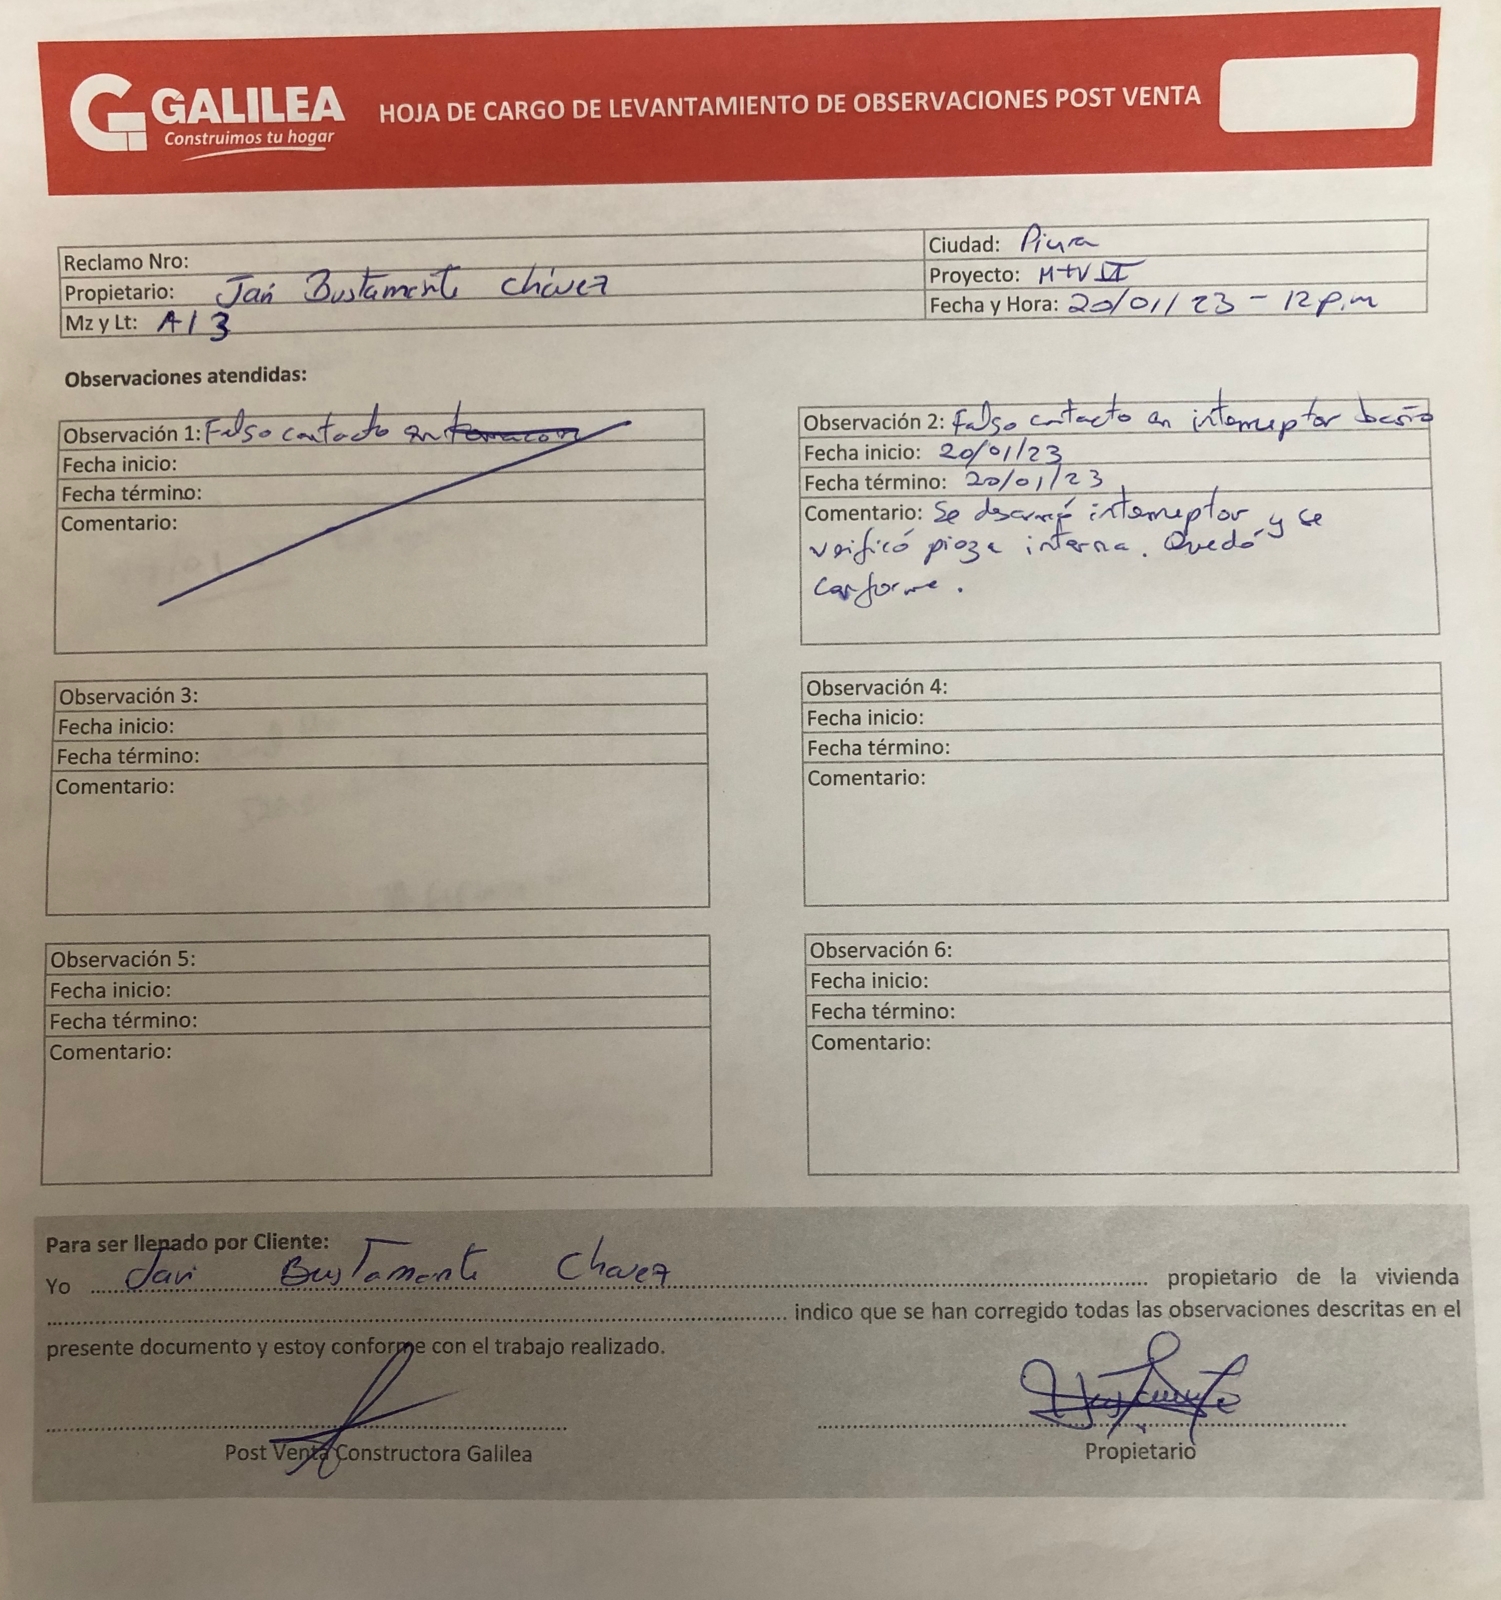 GALILEA
Construimos tu hogar
HOJA DE CARGO DE LEVANTAMIENTO DE OBSERVACIONES POST VENTA
Reclamo Nro:
Propietario: Jan Bustamante Chávez
Mz y Lt: A / 3
Ciudad: Piura
Proyecto: M+V VI
Fecha y Hora: 20/01/23 - 12 p.m
Observaciones atendidas:
Observación 1: Falso contacto en
Fecha inicio:
Fecha término:
Comentario:
Observación 2: Falso contacto en interruptor baño
Fecha inicio: 20/01/23
Fecha término: 20/01/23
Comentario: Se interruptor y se
verificó pieza interna. Quedó
conforme.
Observación 3:
Fecha inicio:
Fecha término:
Comentario:
Observación 4:
Fecha inicio:
Fecha término:
Comentario:
Observación 5:
Fecha inicio:
Fecha término:
Comentario:
Observación 6:
Fecha inicio:
Fecha término:
Comentario:
Para ser llenado por Cliente:
Yo Jan Bustamante Chavez propietario de la vivienda
indico que se han corregido todas las observaciones descritas en el
presente documento y estoy conforme con el trabajo realizado.
Post Venta Constructora Galilea
Propietario